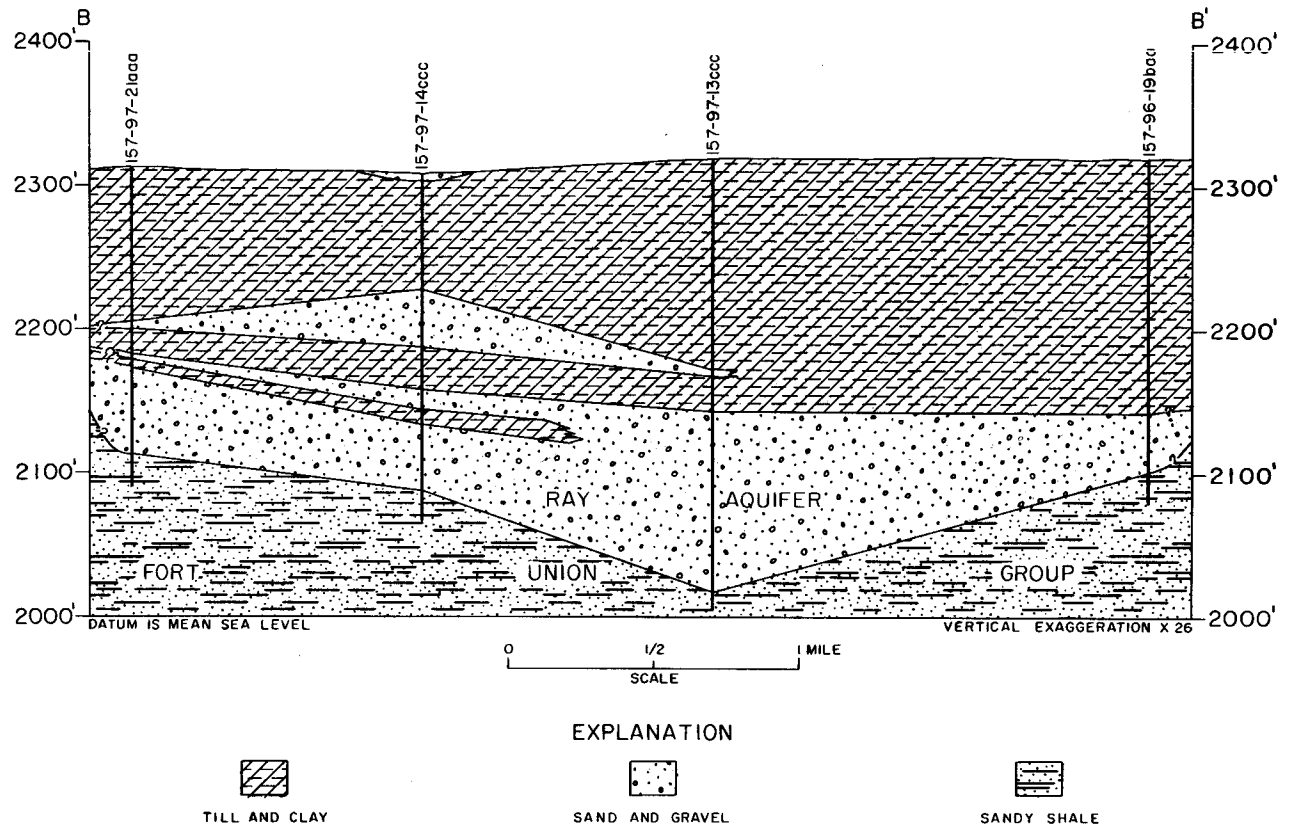 B
B'
2400'
2400'
157-97-21aaa
157-97-14ccc
157-97-13ccc
157-96-19baa
2300'
2300'
2200'
2200'
2100'
2100'
RAY AQUIFER
FORT UNION GROUP
2000'
2000'
DATUM IS MEAN SEA LEVEL
VERTICAL EXAGGERATION X 26
0 1/2 1 MILE
SCALE
EXPLANATION
TILL AND CLAY
SAND AND GRAVEL
SANDY SHALE